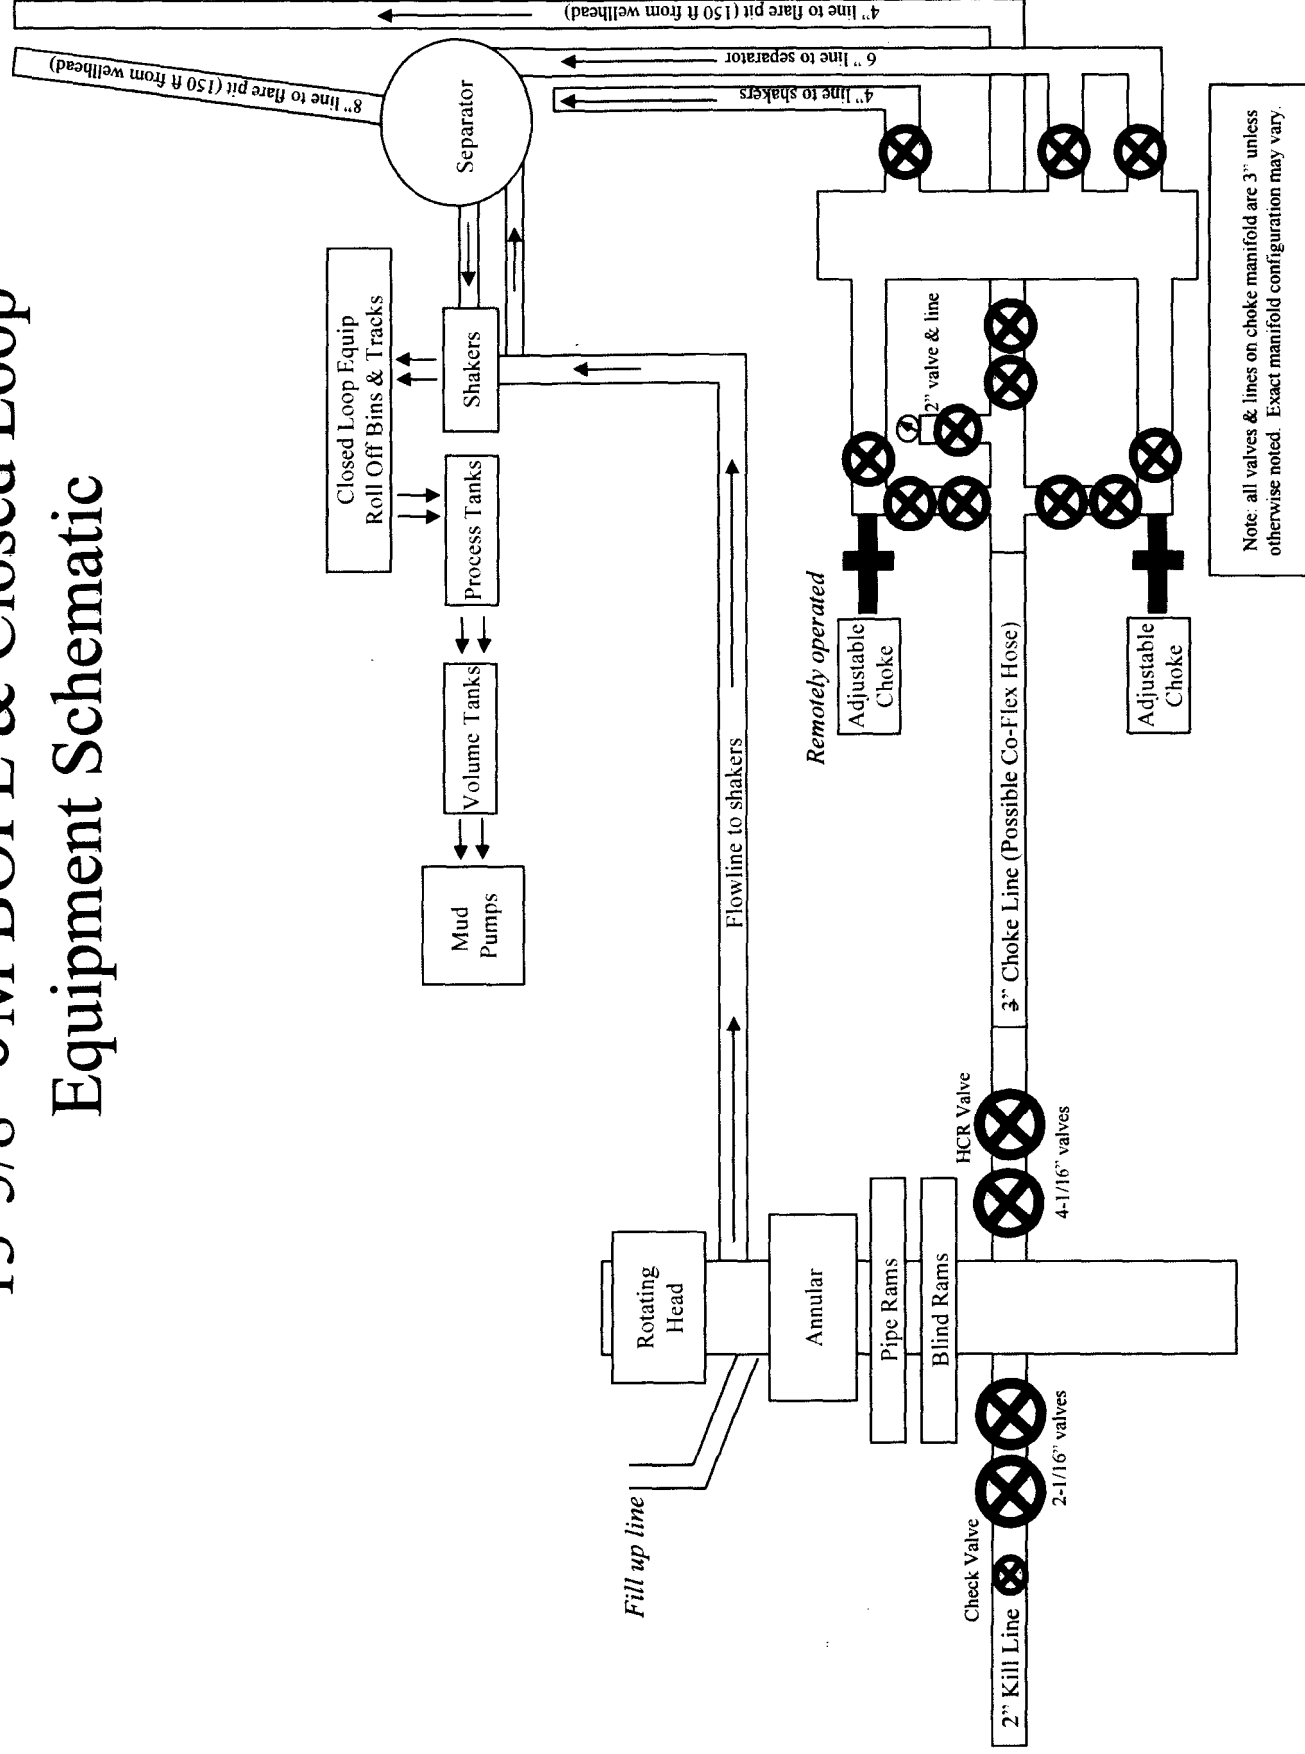 BOPE & Closed Loop
Equipment Schematic
4" line to flare pit (150 ft from wellhead)
8" line to flare pit (150 ft from wellhead)
6" line to separator
4" line to shakers
Separator
Closed Loop Equip
Roll Off Bins & Tracks
Mud
Pumps
Volume Tanks
Process Tanks
Shakers
Fill up line
Rotating
Head
Flowline to shakers
Annular
Pipe Rams
Blind Rams
Remotely operated
Adjustable
Choke
2" valve & line
Check Valve
HCR Valve
2" Kill Line
3" Choke Line (Possible Co-Flex Hose)
2-1/16" valves
4-1/16" valves
Adjustable
Choke
Note: all valves & lines on choke manifold are 3" unless
otherwise noted. Exact manifold configuration may vary.